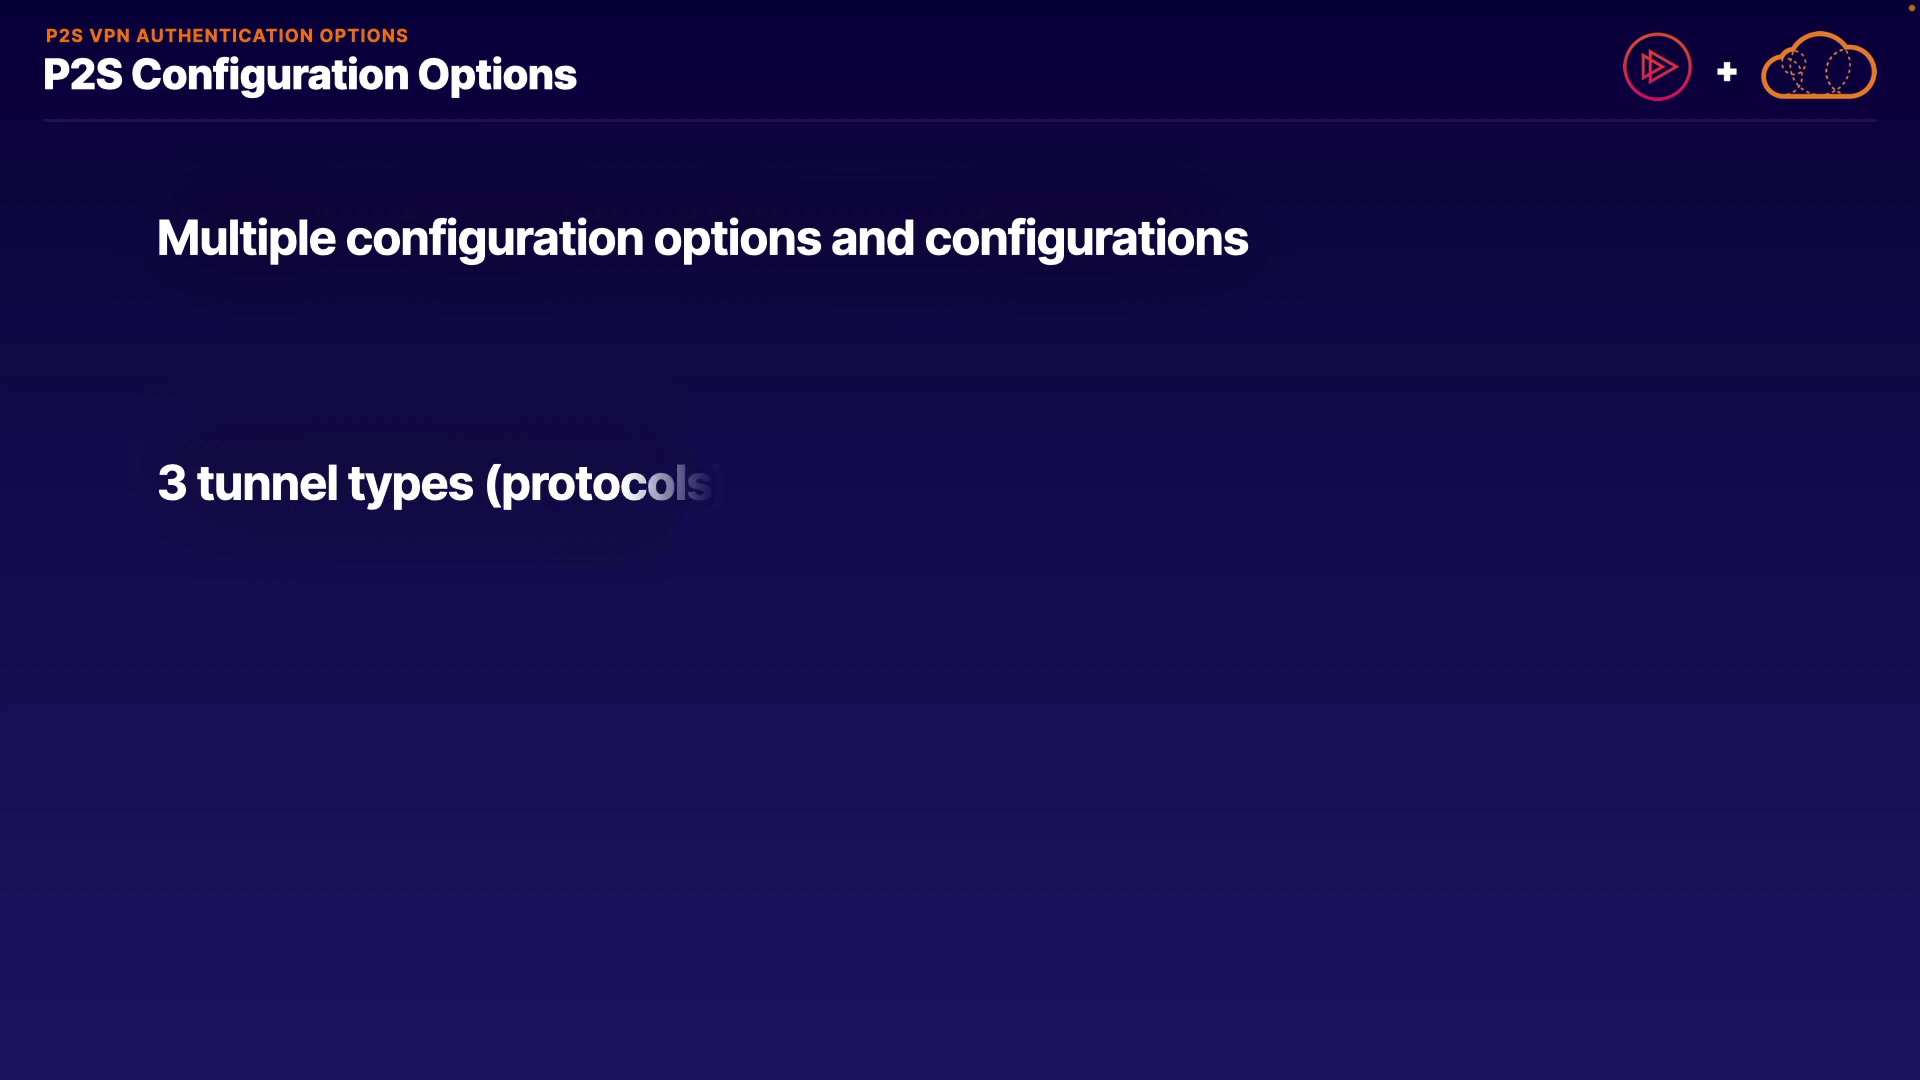 P2S VPN AUTHENTICATION OPTIONS
P2S Configuration Options
Multiple configuration options and configurations
3 tunnel types (protocols)